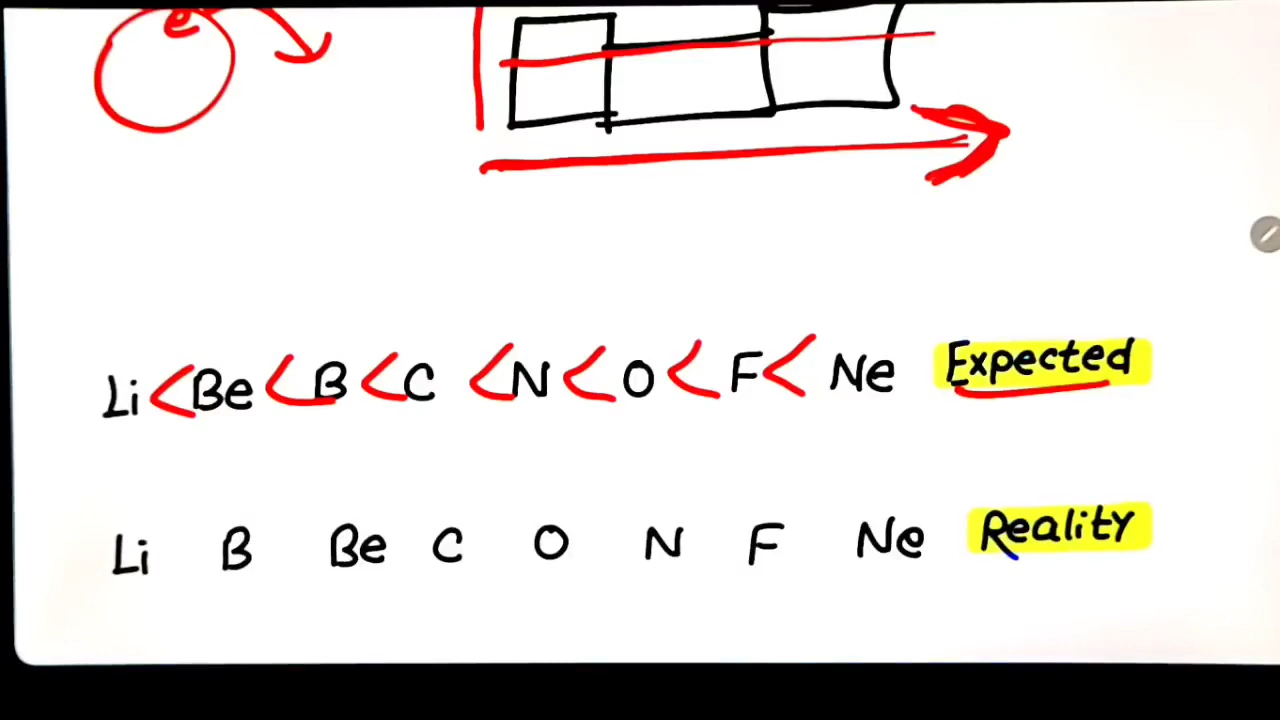 e
Li < Be < B < C < N < O < F < Ne Expected
Li B Be C O N F Ne Reality